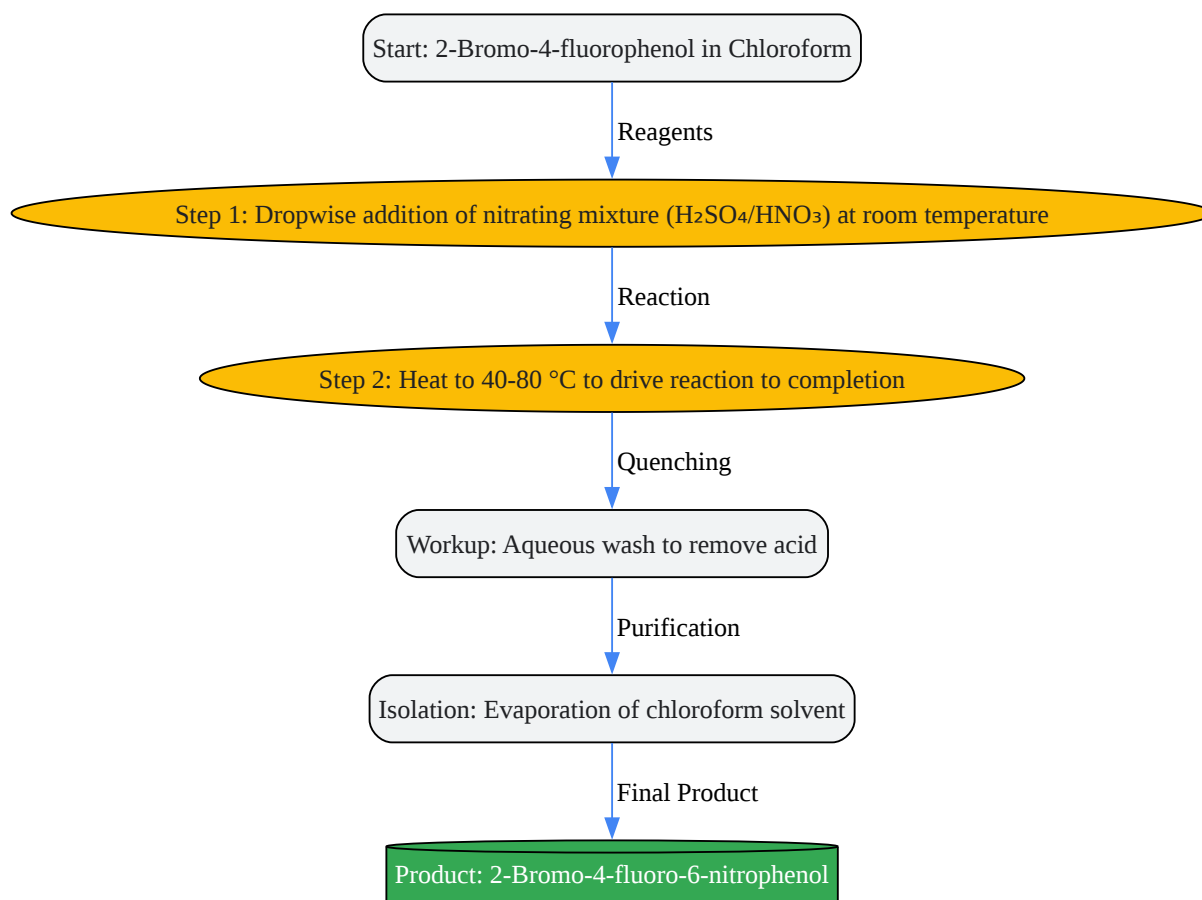 Start: 2-Bromo-4-fluorophenol in Chloroform
Reagents
Step 1: Dropwise addition of nitrating mixture (H₂SO₄/HNO₃) at room temperature
Reaction
Step 2: Heat to 40-80 °C to drive reaction to completion
Quenching
Workup: Aqueous wash to remove acid
Purification
Isolation: Evaporation of chloroform solvent
Final Product
Product: 2-Bromo-4-fluoro-6-nitrophenol